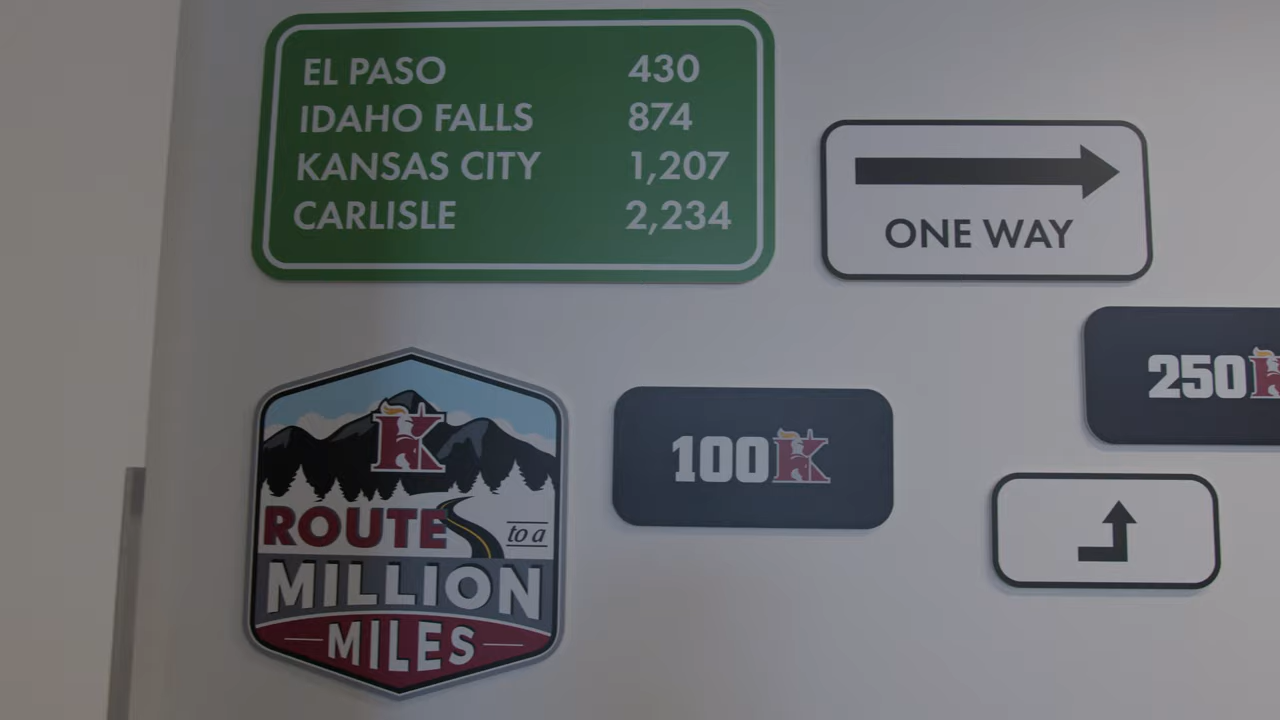 EL PASO 430
IDAHO FALLS 874
KANSAS CITY 1,207
CARLISLE 2,234
ONE WAY
250K
100K
K
ROUTE to a
MILLION
MILES